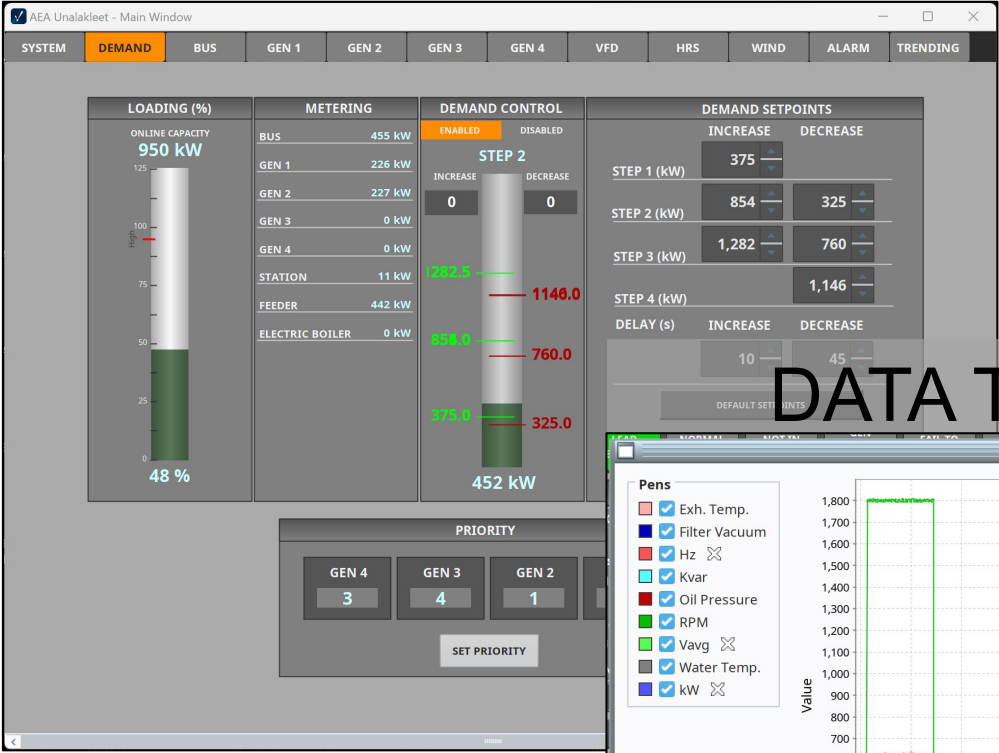 AEA Unalakleet - Main Window
SYSTEM DEMAND BUS GEN 1 GEN 2 GEN 3 GEN 4 VFD HRS WIND ALARM TRENDING
LOADING (%)
ONLINE CAPACITY
950 kW
125
100
High
75
50
25
0
48 %
METERING
BUS 455 kW
GEN 1 226 kW
GEN 2 227 kW
GEN 3 0 kW
GEN 4 0 kW
STATION 11 kW
FEEDER 442 kW
ELECTRIC BOILER 0 kW
DEMAND CONTROL
ENABLED DISABLED
STEP 2
INCREASE DECREASE
0 0
1282.5
1146.0
760.0
375.0
325.0
452 kW
DEMAND SETPOINTS
INCREASE DECREASE
STEP 1 (kW) 375
STEP 2 (kW) 854 325
STEP 3 (kW) 1,282 760
STEP 4 (kW) 1,146
DELAY (s) INCREASE DECREASE
10 45
DEFAULT SETPOINTS
DATA T
PRIORITY
GEN 4 GEN 3 GEN 2
3 4 1
SET PRIORITY
LEAD NORMAL NOT IN GEN FAIL TO
Pens
Exh. Temp.
Filter Vacuum
Hz
Kvar
Oil Pressure
RPM
Vavg
Water Temp.
kW
Value
1,800
1,700
1,600
1,500
1,400
1,300
1,200
1,100
1,000
900
800
700